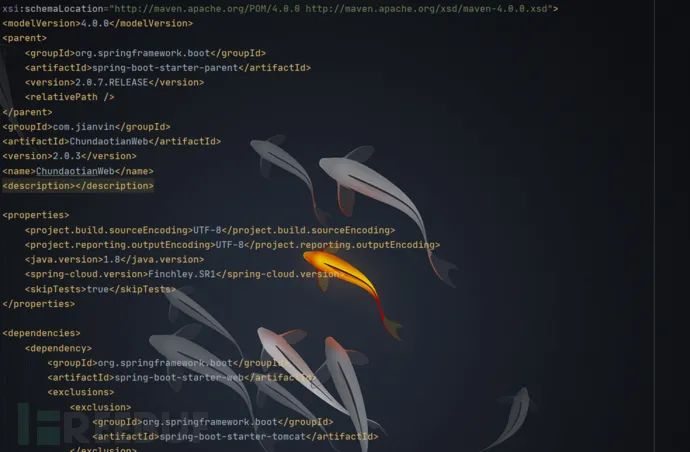 xsi:schemaLocation="http://maven.apache.org/POM/4.0.0 http://maven.apache.org/xsd/maven-4.0.0.xsd">
<modelVersion>4.0.0</modelVersion>
<parent>
<groupId>org.springframework.boot</groupId>
<artifactId>spring-boot-starter-parent</artifactId>
<version>2.0.7.RELEASE</version>
<relativePath />
</parent>
<groupId>com.jianvin</groupId>
<artifactId>ChundaotianWeb</artifactId>
<version>2.0.3</version>
<name>ChundaotianWeb</name>
<description></description>
<properties>
<project.build.sourceEncoding>UTF-8</project.build.sourceEncoding>
<project.reporting.outputEncoding>UTF-8</project.reporting.outputEncoding>
<java.version>1.8</java.version>
<spring-cloud.version>Finchley.SR1</spring-cloud.version>
<skipTests>true</skipTests>
</properties>
<dependencies>
<dependency>
<groupId>org.springframework.boot</groupId>
<artifactId>spring-boot-starter-web</artifactId>
<exclusions>
<exclusion>
<groupId>org.springframework.boot</groupId>
<artifactId>spring-boot-starter-tomcat</artifactId>
</exclusion>
FREEBUF